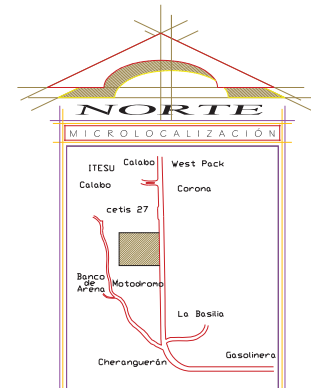 NORTE
MICROLOCALIZACIÓN
ITESU
Calabo
West Pack
Calabo
Corona
cetis 27
Banco
de
Arena
Motodromo
La Basilia
Gasolinera
Cheranguerán